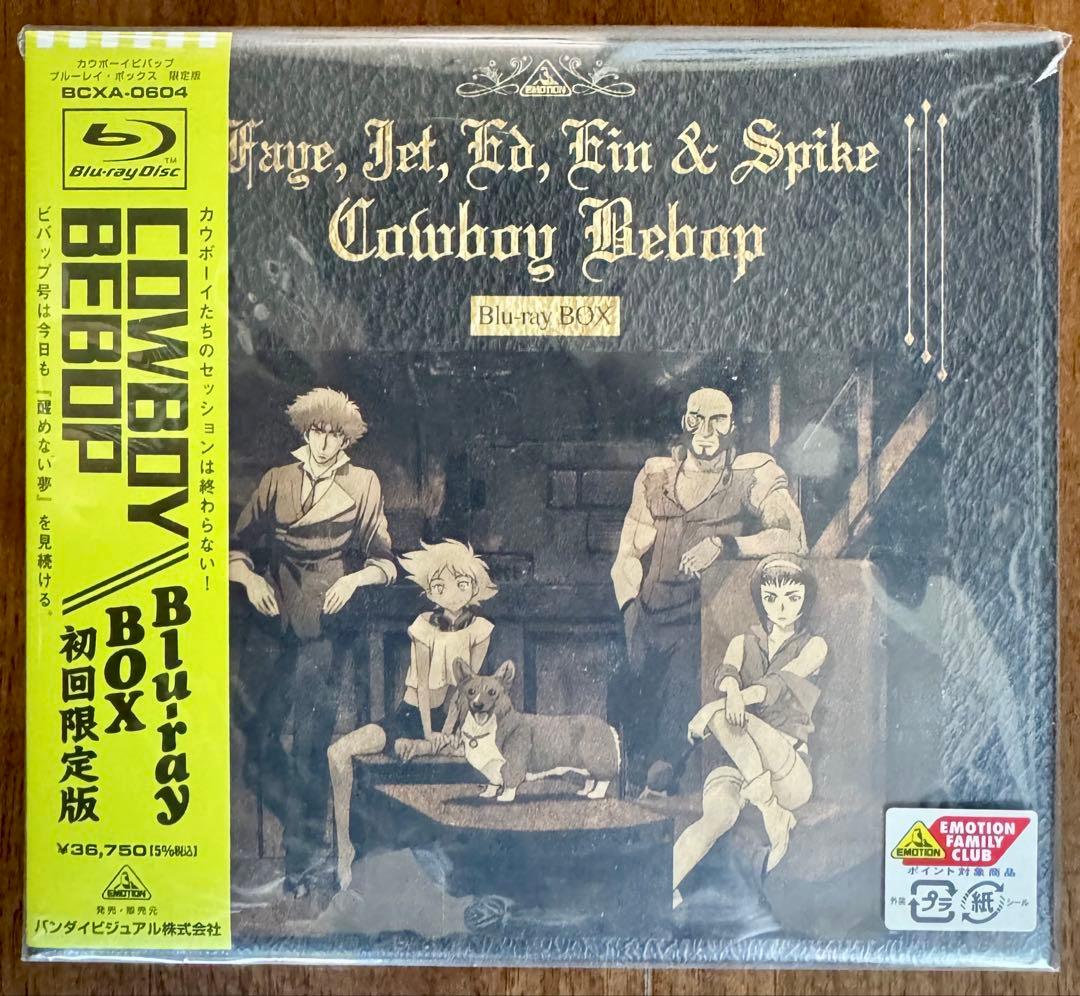 カウボーイビバップ
ブルーレイ・ボックス 限定版
BCXA-0604
Blu-ray Disc™
カウボーイたちのセッションは終わらない！
ビバップ号は今日も『醒めない夢』を見続ける。
COWBOY
BEBOP
Blu-ray
BOX
初回限定版
¥36,750[5%税込]
EMOTION
発売・販売元
バンダイビジュアル株式会社
EMOTION
Faye, Jet, Ed, Ein & Spike
Cowboy Bebop
Blu-ray BOX
EMOTION
EMOTION
FAMILY
CLUB
ポイント対象商品
外装 プラ 紙 シール